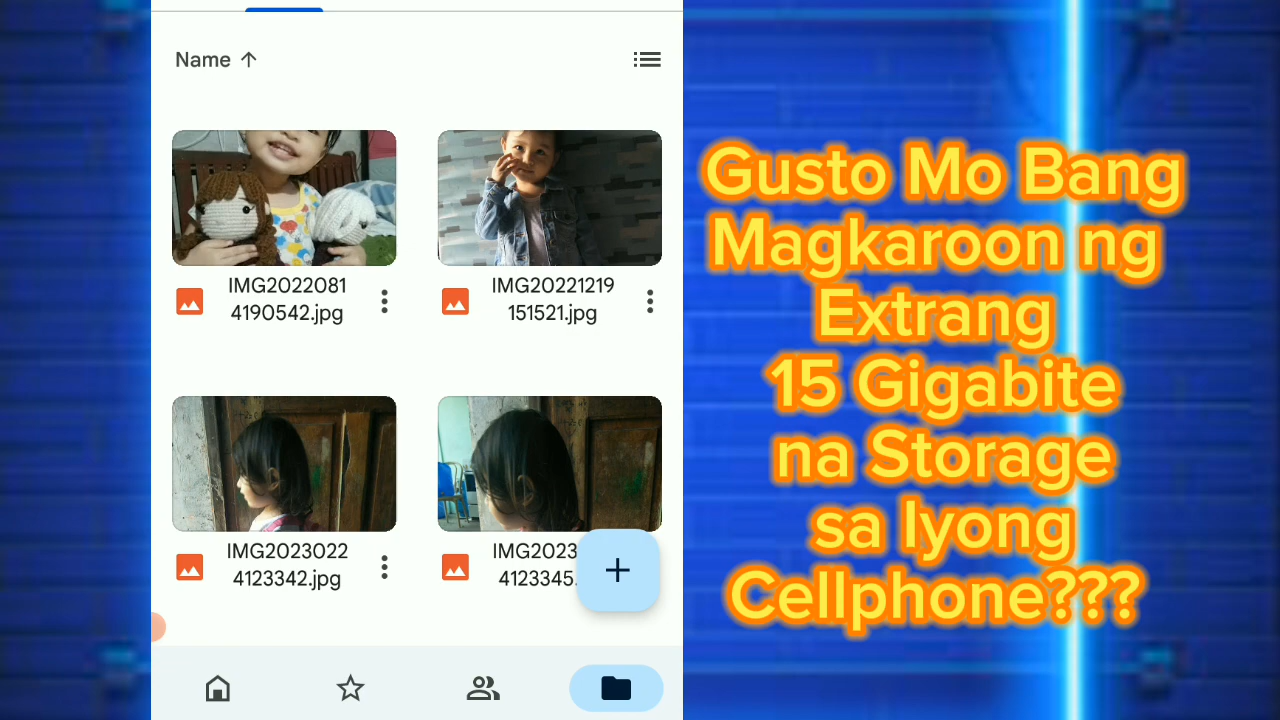 Name ↑
IMG2022081
4190542.jpg
IMG20221219
151521.jpg
IMG2023022
4123342.jpg
IMG2023
4123345.
Gusto Mo Bang
Magkaroon ng
Extrang
15 Gigabite
na Storage
sa Iyong
Cellphone???